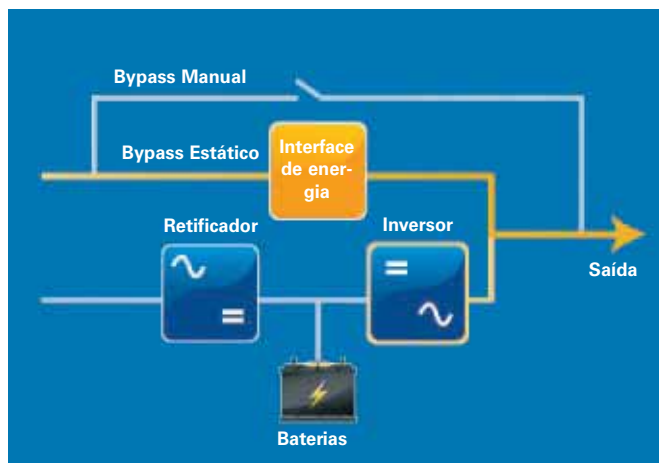 Bypass Manual
Bypass Estático
Interface
de ener-
gia
Retificador
Inversor
Saída
Baterias